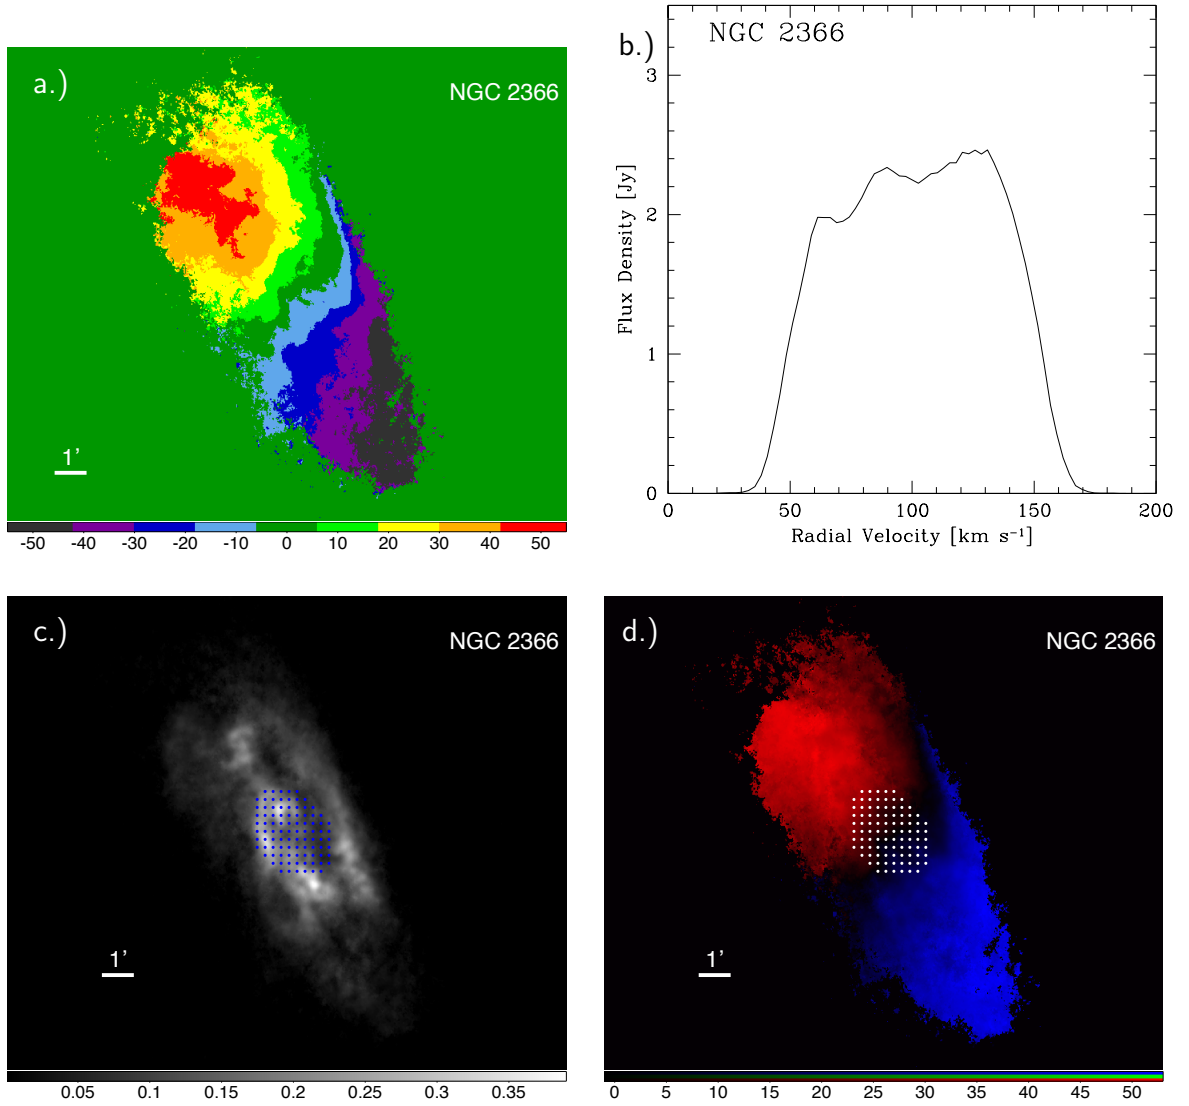 a.)
NGC 2366
1'
-50 -40 -30 -20 -10 0 10 20 30 40 50
b.)
NGC 2366
Flux Density [Jy]
3
2
1
0
0 50 100 150 200
Radial Velocity [km s⁻¹]
c.)
NGC 2366
1'
0.05 0.1 0.15 0.2 0.25 0.3 0.35
d.)
NGC 2366
1'
0 5 10 15 20 25 30 35 40 45 50